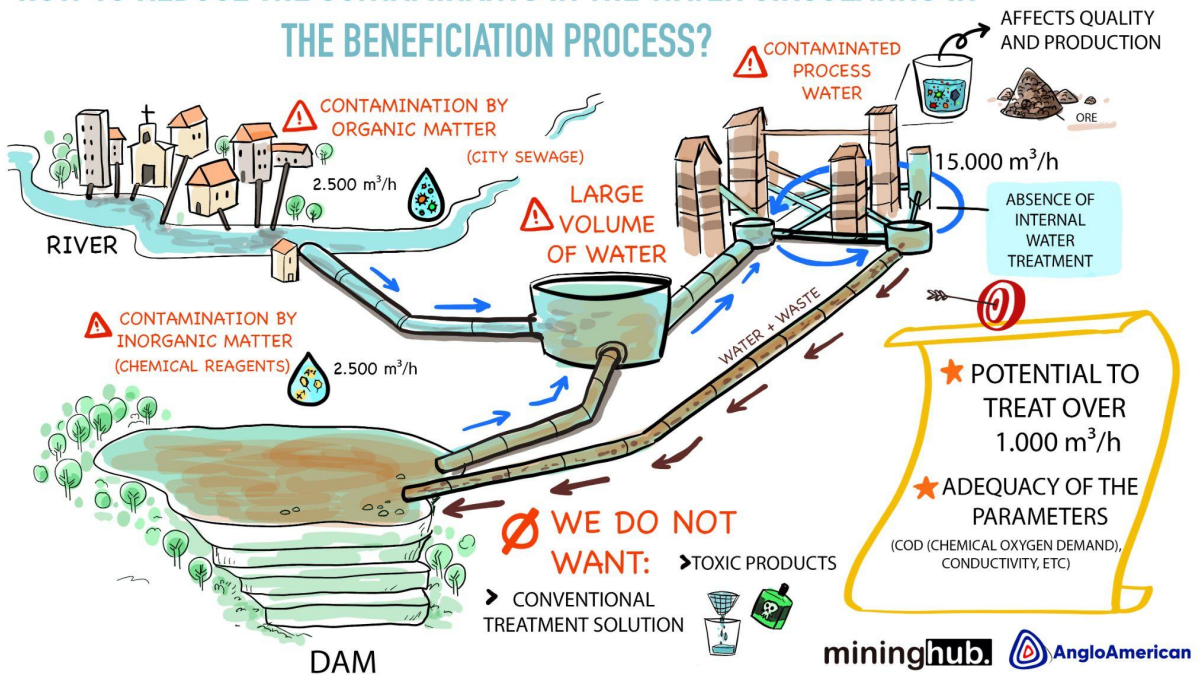 THE BENEFICIATION PROCESS?
AFFECTS QUALITY
AND PRODUCTION
CONTAMINATED
PROCESS
WATER
ORE
CONTAMINATION BY
ORGANIC MATTER
(CITY SEWAGE)
2.500 m³/h
15.000 m³/h
LARGE
VOLUME
OF WATER
ABSENCE OF
INTERNAL
WATER
TREATMENT
RIVER
CONTAMINATION BY
INORGANIC MATTER
(CHEMICAL REAGENTS)
2.500 m³/h
WATER + WASTE
POTENTIAL TO
TREAT OVER
1.000 m³/h
ADEQUACY OF THE
PARAMETERS
(COD (CHEMICAL OXYGEN DEMAND),
CONDUCTIVITY, ETC)
WE DO NOT
WANT:
>TOXIC PRODUCTS
> CONVENTIONAL
TREATMENT SOLUTION
DAM
mininghub.
AngloAmerican